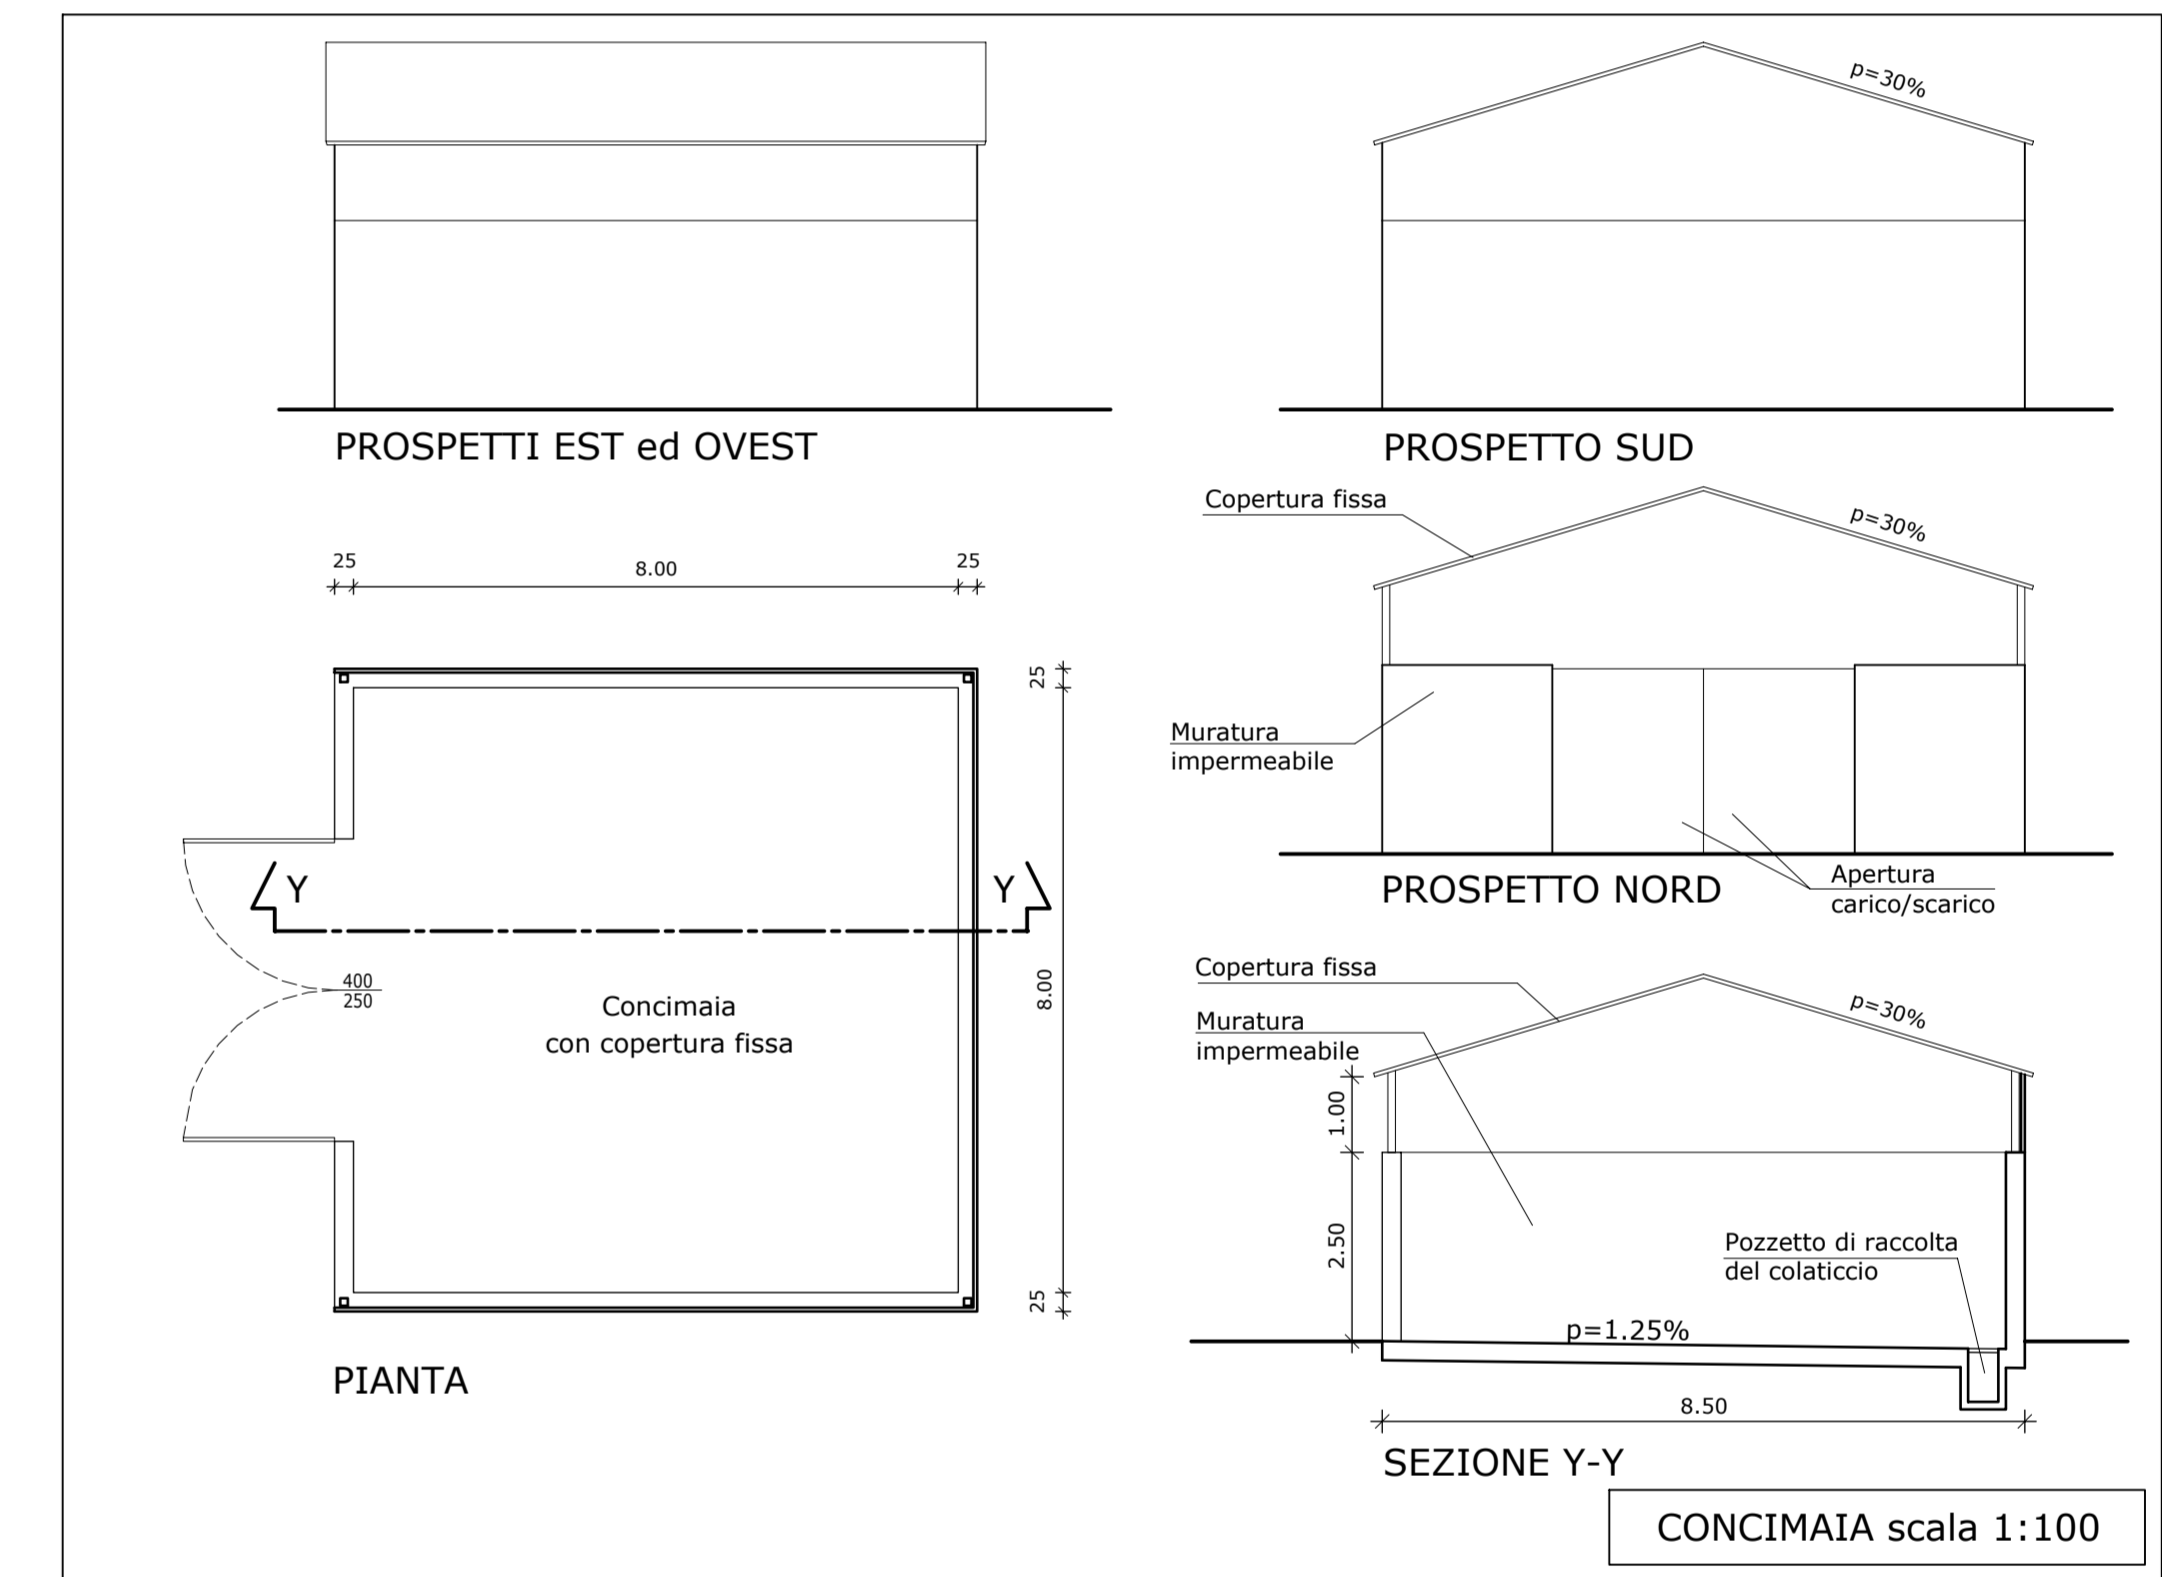 p=30%
PROSPETTI EST ed OVEST
PROSPETTO SUD
Copertura fissa
p=30%
25
8.00
25
25
Muratura
impermeabile
Apertura
carico/scarico
PROSPETTO NORD
Y
Y
400
250
8.00
Concimaia
con copertura fissa
Copertura fissa
p=30%
Muratura
impermeabile
1.00
2.50
Pozzetto di raccolta
del colaticcio
25
p=1.25%
PIANTA
8.50
SEZIONE Y-Y
CONCIMAIA scala 1:100